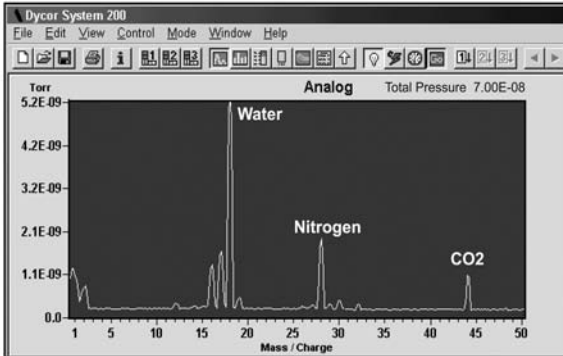 Dycor System 200
File Edit View Control Mode Window Help
Torr Analog Total Pressure 7.00E-08
5.2E-09
Water
4.2E-09
3.2E-09
2.1E-09
Nitrogen
CO2
1.1E-09
0.0
1 5 10 15 20 25 30 35 40 45 50
Mass / Charge